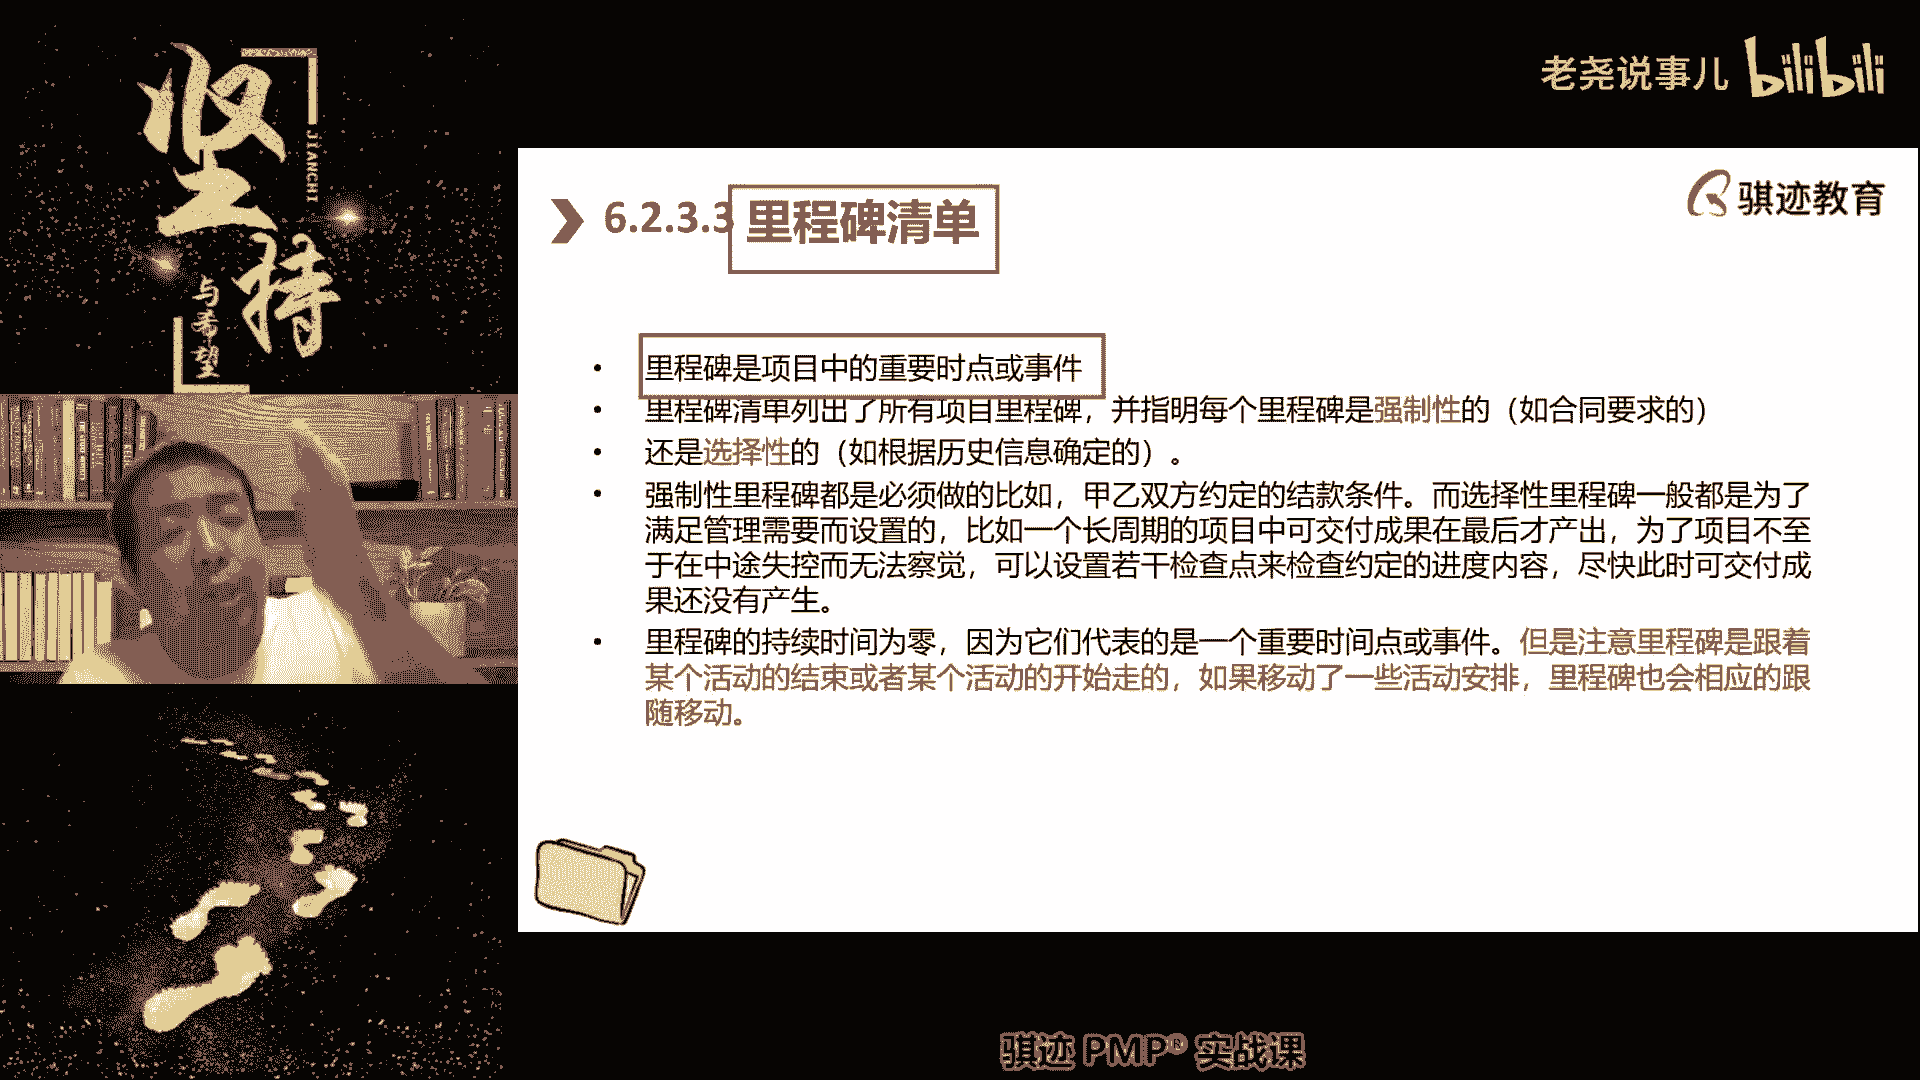 坚持
JIANCHI
与希望
老尧说事儿 bilibili
骐迹教育
6.2.3.3 里程碑清单
• 里程碑是项目中的重要时点或事件
• 里程碑清单列出了所有项目里程碑，并指明每个里程碑是强制性的（如合同要求的）
• 还是选择性的（如根据历史信息确定的）。
• 强制性里程碑都是必须做的比如，甲乙双方约定的结款条件。而选择性里程碑一般都是为了
满足管理需要而设置的，比如一个长周期的项目中可交付成果在最后才产出，为了项目不至
于在中途失控而无法察觉，可以设置若干检查点来检查约定的进度内容，尽快此时可交付成
果还没有产生。
• 里程碑的持续时间为零，因为它们代表的是一个重要时间点或事件。但是注意里程碑是跟着
某个活动的结束或者某个活动的开始走的，如果移动了一些活动安排，里程碑也会相应的跟
随移动。
骐迹 PMP® 实战课